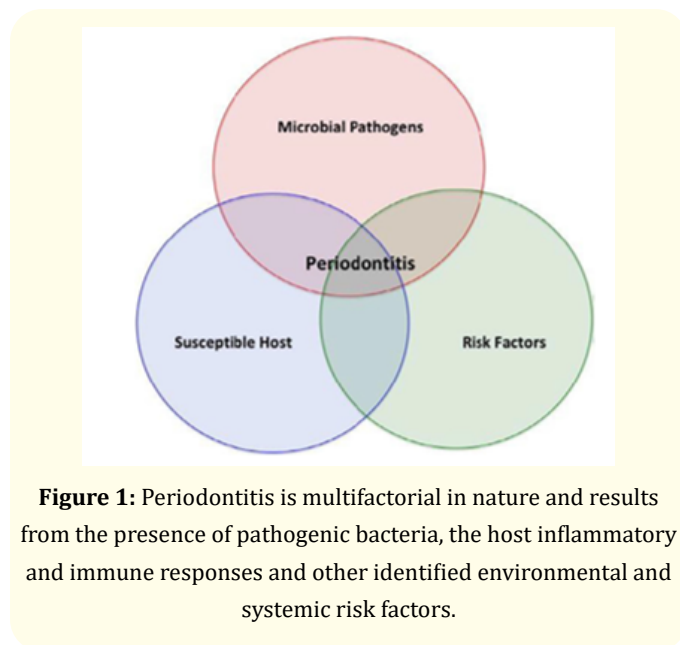 Microbial Pathogens
Periodontitis
Susceptible Host
Risk Factors
Figure 1: Periodontitis is multifactorial in nature and results
from the presence of pathogenic bacteria, the host inflammatory
and immune responses and other identified environmental and
systemic risk factors.